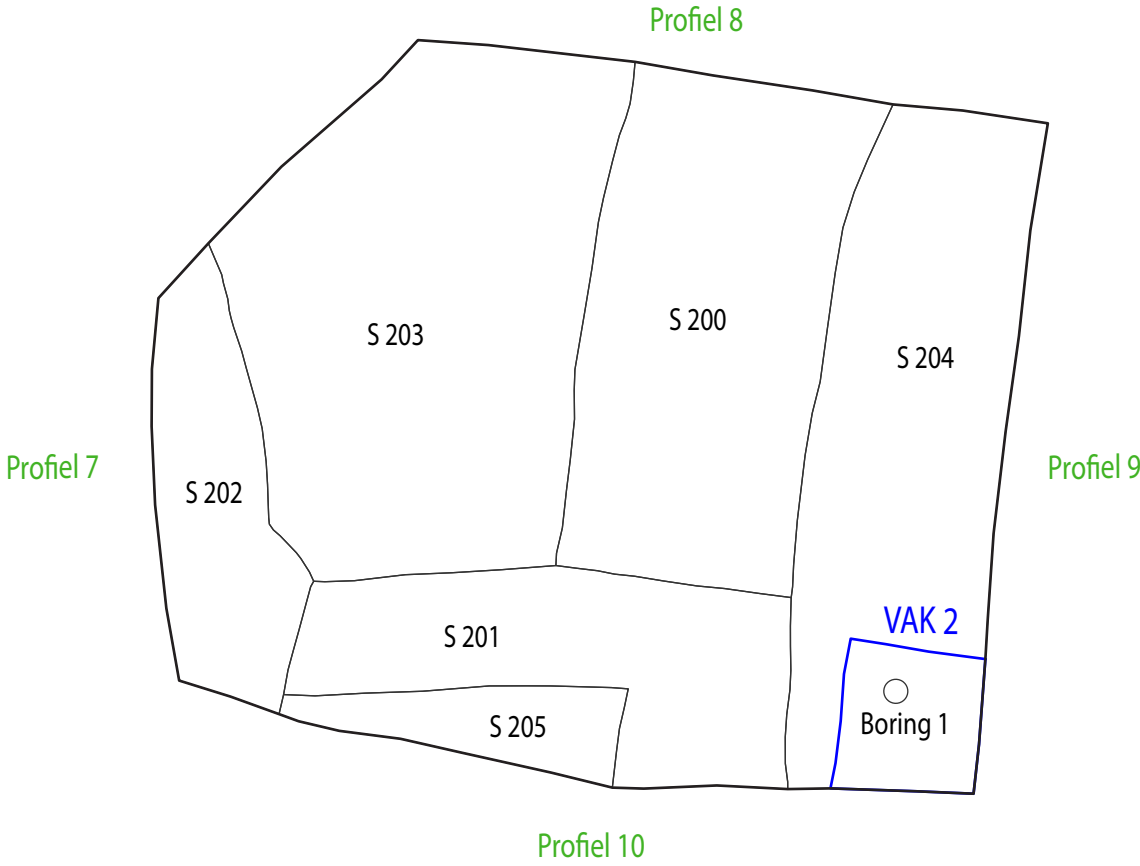 Profiel 8
S 203
S 200
S 204
Profiel 7
Profiel 9
S 202
VAK 2
S 201
Boring 1
S 205
Profiel 10